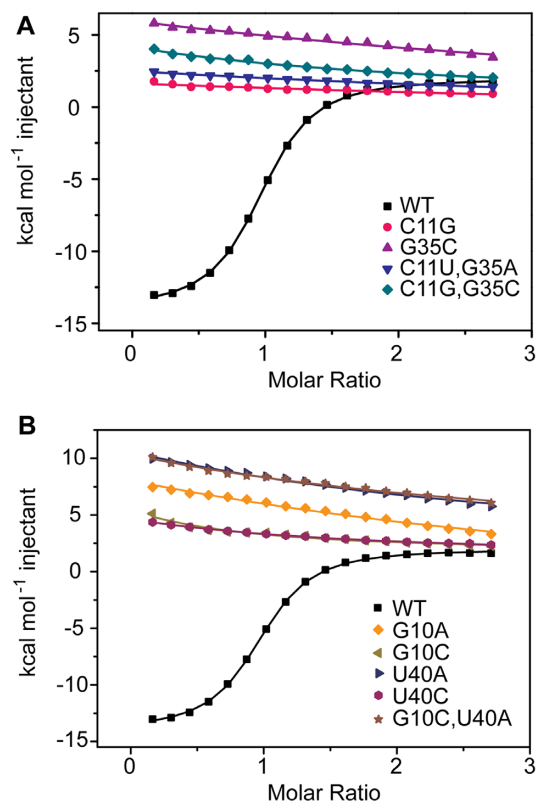 A
kcal mol⁻¹ injectant
5
0
-5
-10
-15
WT
C11G
G35C
C11U,G35A
C11G,G35C
0 1 2 3
Molar Ratio
B
kcal mol⁻¹ injectant
10
5
0
-5
-10
-15
WT
G10A
G10C
U40A
U40C
G10C,U40A
0 1 2 3
Molar Ratio